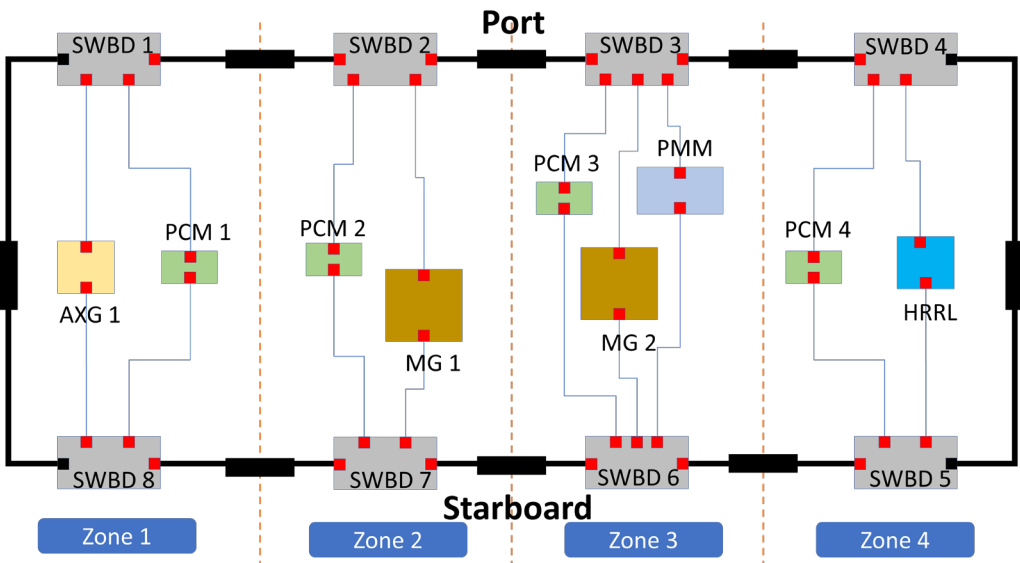 Port
SWBD 1
SWBD 2
SWBD 3
SWBD 4
PCM 3
PMM
PCM 1
PCM 2
PCM 4
AXG 1
HRRL
MG 2
MG 1
SWBD 8
SWBD 7
SWBD 6
SWBD 5
Starboard
Zone 1
Zone 2
Zone 3
Zone 4